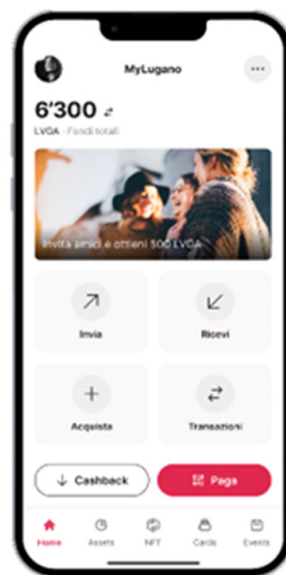 MyLugano
6'300
LVGA · Fondi totali
Invita amici e ottieni 500 LVGA
Invia
Ricevi
Acquista
Transazioni
Cashback
Paga
Home
Assets
NFT
Cards
Events